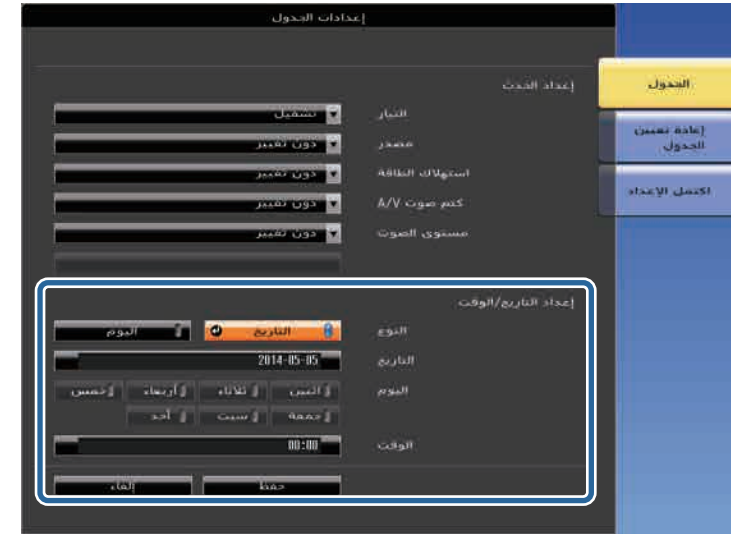 إعدادات الجدول
الجدول
إعادة تعيين
الجدول
اكتمل الإعداد
إعداد الحدث
التيار تشغيل
مصدر دون تغيير
استهلاك الطاقة دون تغيير
كتم صوت A/V دون تغيير
مستوى الصوت دون تغيير
إعداد التاريخ/الوقت
النوع التاريخ اليوم
التاريخ 2014-05-05
اليوم اثنين ثلاثاء أربعاء خمس
جمعة سبت أحد
الوقت 00:00
حفظ إلغاء